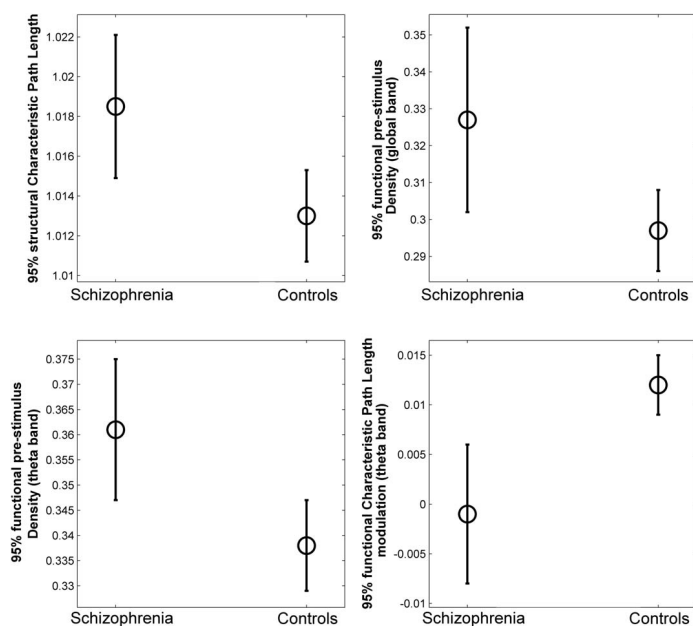 95% structural Characteristic Path Length
1.022
1.02
1.018
1.016
1.014
1.012
1.01
Schizophrenia
Controls
95% functional pre-stimulus
Density (global band)
0.35
0.34
0.33
0.32
0.31
0.3
0.29
Schizophrenia
Controls
95% functional pre-stimulus
Density (theta band)
0.375
0.37
0.365
0.36
0.355
0.35
0.345
0.34
0.335
0.33
Schizophrenia
Controls
95% functional Characteristic Path Length
modulation (theta band)
0.015
0.01
0.005
0
-0.005
-0.01
Schizophrenia
Controls